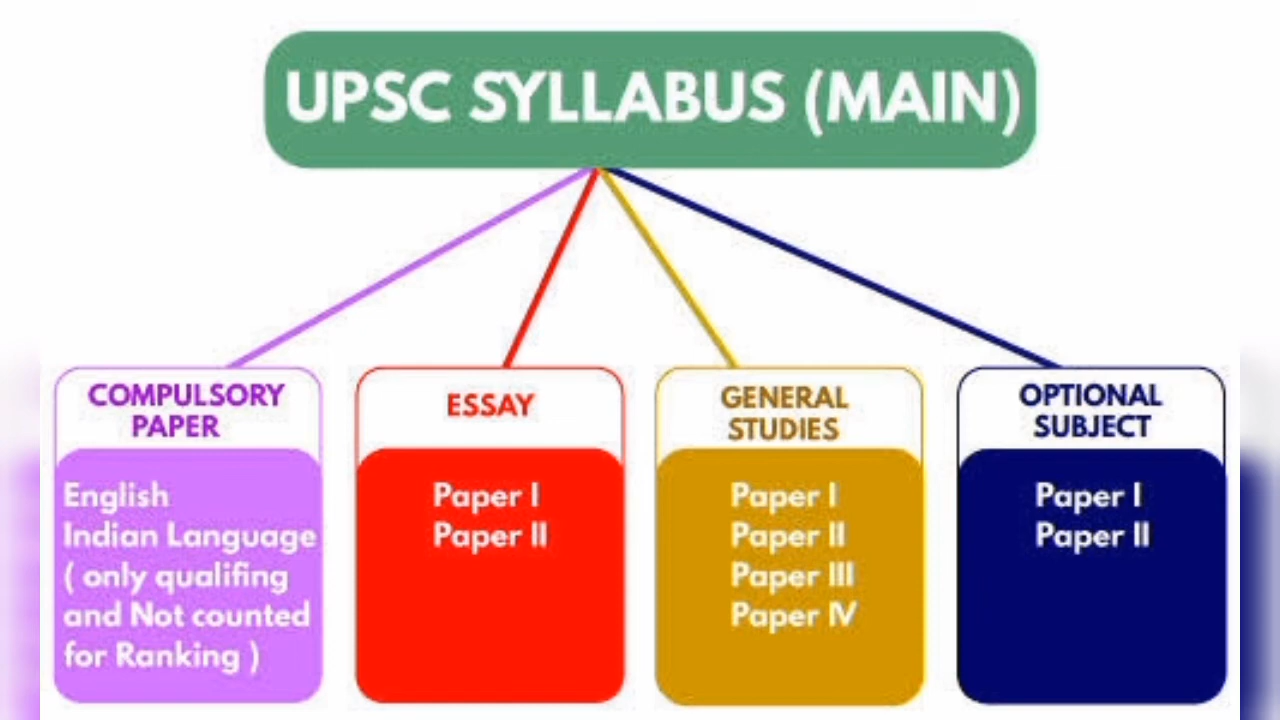 UPSC SYLLABUS (MAIN)
COMPULSORY
PAPER
English
Indian Language
( only qualifing
and Not counted
for Ranking )
ESSAY
Paper I
Paper II
GENERAL
STUDIES
Paper I
Paper II
Paper III
Paper IV
OPTIONAL
SUBJECT
Paper I
Paper II